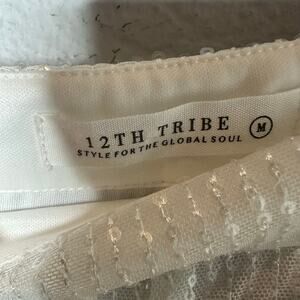 12TH TRIBE
STYLE FOR THE GLOBAL SOUL
M